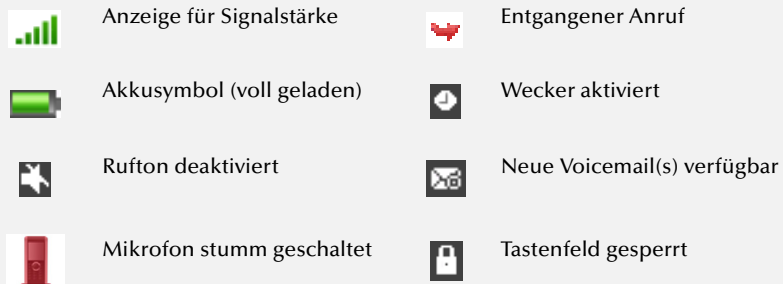 Anzeige für Signalstärke
Entgangener Anruf
Akkusymbol (voll geladen)
Wecker aktiviert
Rufton deaktiviert
Neue Voicemail(s) verfügbar
Mikrofon stumm geschaltet
Tastenfeld gesperrt